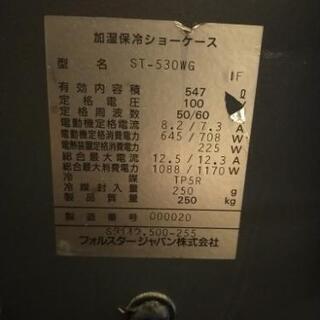 加湿保冷ショーケース
型 名 ST-530WG
IF
有効内容積 547 ℓ
定格電圧 100
定格周波数 50/60
電動機定格電流 8.2/7.3 A
電動機定格消費電力 645/708 W
電熱装置定格消費電力 225 W
総合最大電流 12.5/12.3 A
総合最大消費電力 1088/1170 W
冷 媒 TP5R
冷媒封入量 250 g
製品質量 250 kg
製造番号 000020
フォルスタージャパン株式会社